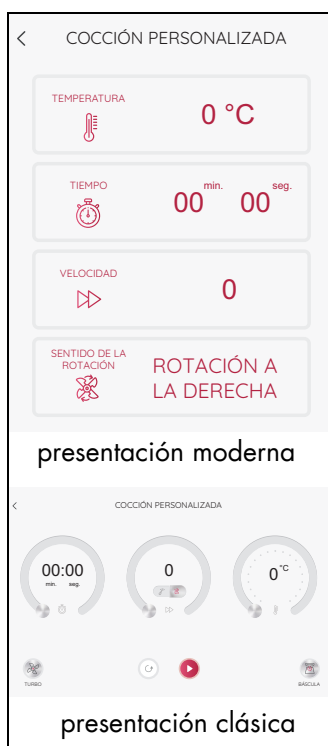 COCCIÓN PERSONALIZADA
TEMPERATURA
0 °C
TIEMPO
00 min. 00 seg.
VELOCIDAD
0
SENTIDO DE LA
ROTACIÓN
ROTACIÓN A
LA DERECHA
presentación moderna
COCCIÓN PERSONALIZADA
00:00
min. seg.
0
0 °C
TURBO
BÁSCULA
presentación clásica